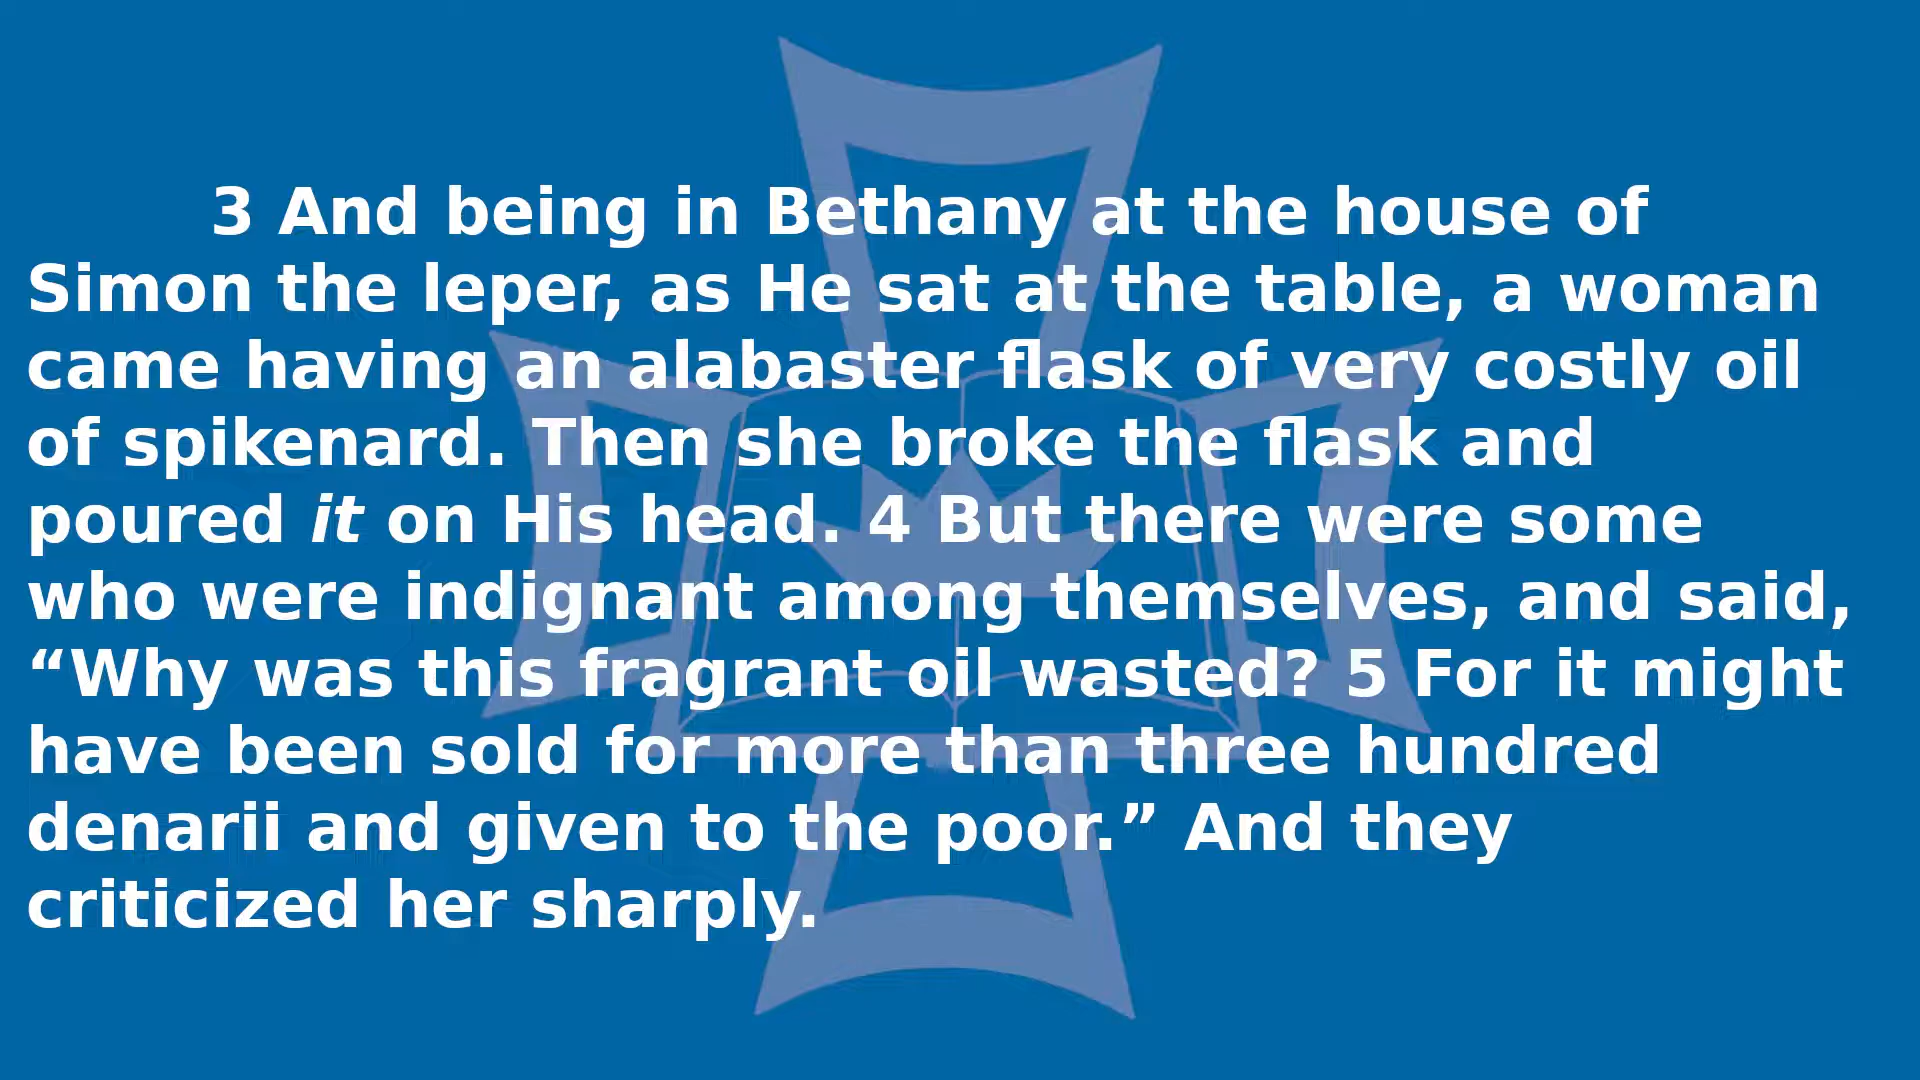 3 And being in Bethany at the house of
Simon the leper, as He sat at the table, a woman
came having an alabaster flask of very costly oil
of spikenard. Then she broke the flask and
poured it on His head. 4 But there were some
who were indignant among themselves, and said,
“Why was this fragrant oil wasted? 5 For it might
have been sold for more than three hundred
denarii and given to the poor.” And they
criticized her sharply.